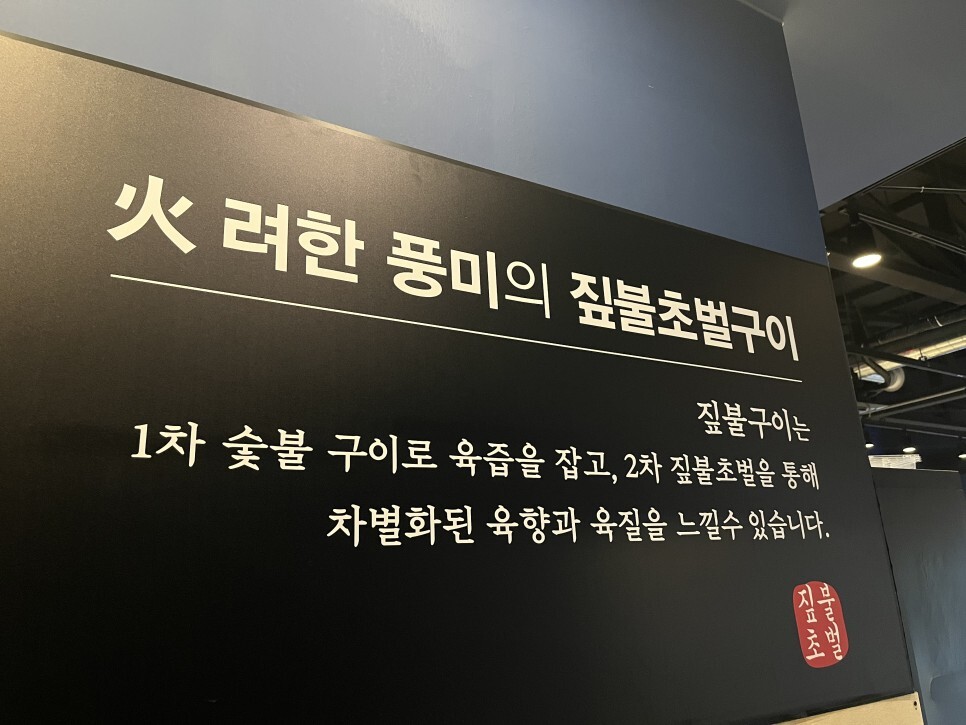 火 려한 풍미의 짚불초벌구이
짚불구이는
1차 숯불 구이로 육즙을 잡고, 2차 짚불초벌을 통해
차별화된 육향과 육질을 느낄수 있습니다.
짚불
초벌